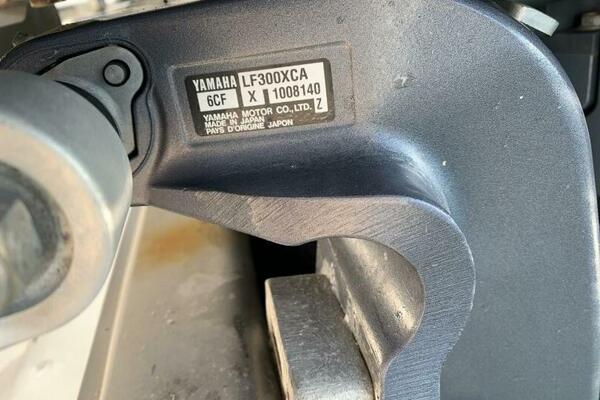 YAMAHA LF300XCA
6CF X 1008140 Z
YAMAHA MOTOR CO., LTD.
MADE IN JAPAN
PAYS D'ORIGINE JAPON